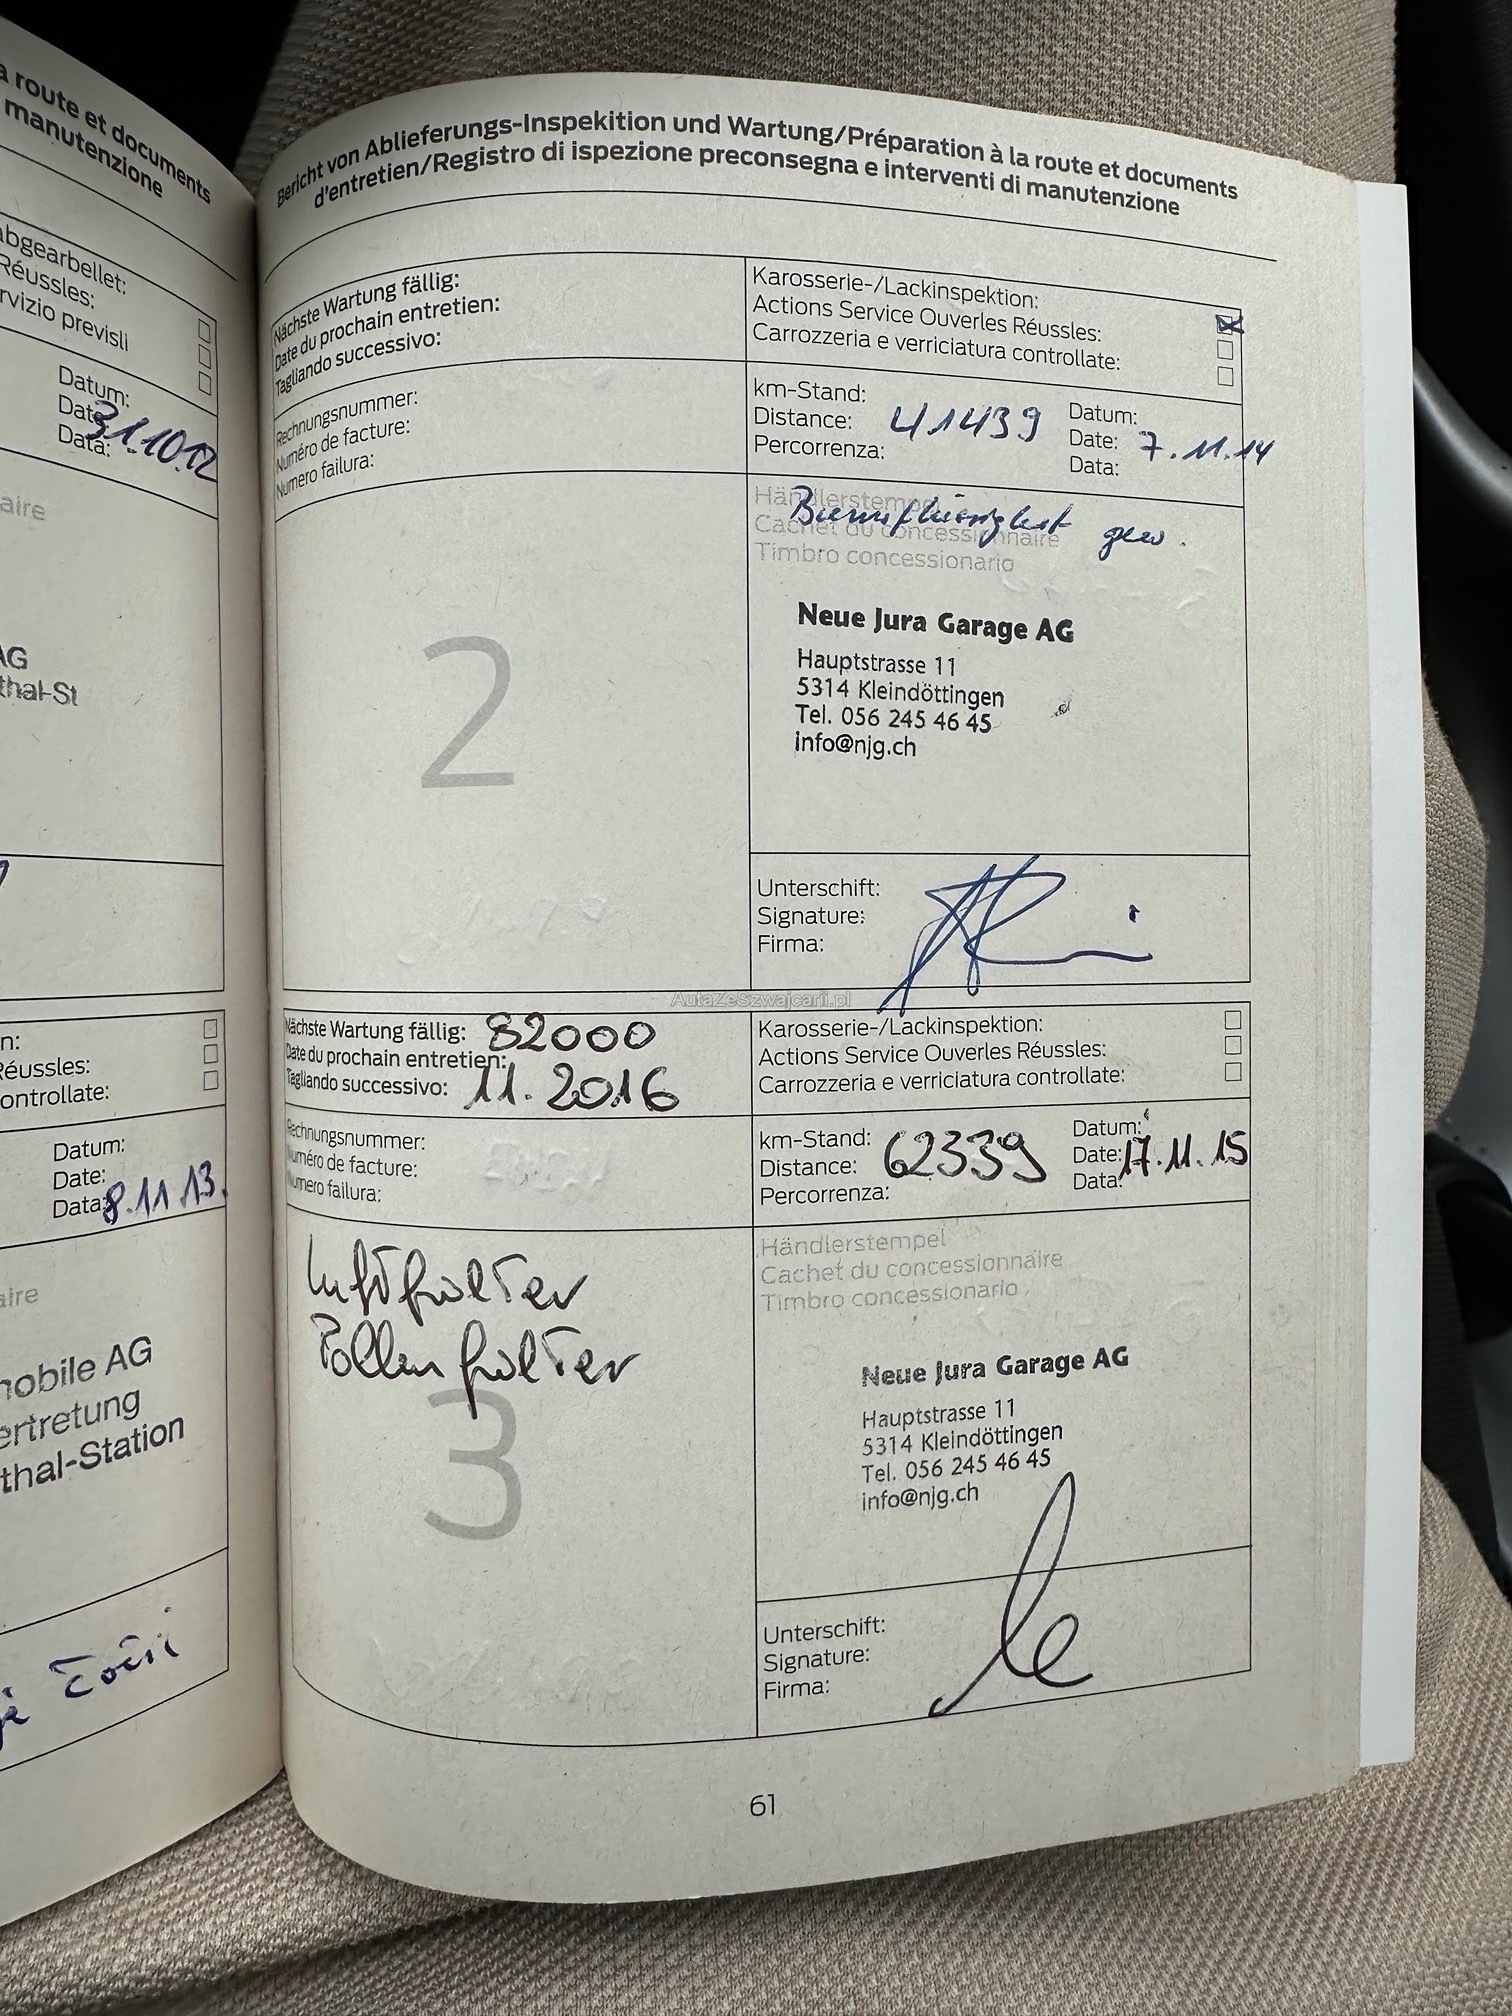 a route et documents
manutenzione
abgearbellet:
Réussles:
rvizio previsli
Datum:
Date:
Data:
31.10.12
aire
AG
thal-St
n:
Réussles:
ontrollate:
Datum:
Date:
Data:
8.11.13.
aire
mobile AG
ertretung
thal-Station
Bericht von Ablieferungs-Inspekition und Wartung/Préparation à la route et documents
d'entretien/Registro di ispezione preconsegna e interventi di manutenzione
Nächste Wartung fällig:
Date du prochain entretien:
Tagliando successivo:
Karosserie-/Lackinspektion:
Actions Service Ouverles Réussles:
Carrozzeria e verriciatura controllate:
Rechnungsnummer:
Numéro de facture:
Numero failura:
km-Stand:
Distance: 41439
Percorrenza:
Datum:
Date: 7.11.14
Data:
2
Händlerstempel
Cachet du concessionnaire
Timbro concessionario
Bremsflüssigkeit gew.
Neue Jura Garage AG
Hauptstrasse 11
5314 Kleindöttingen
Tel. 056 245 46 45
info@njg.ch
Unterschift:
Signature:
Firma:
AutaZeSzwajcarii.pl
Nächste Wartung fällig: 82000
Date du prochain entretien:
Tagliando successivo: 11.2016
Karosserie-/Lackinspektion:
Actions Service Ouverles Réussles:
Carrozzeria e verriciatura controllate:
Rechnungsnummer:
Numéro de facture:
Numero failura:
km-Stand: 62339
Distance:
Percorrenza:
Datum:
Date: 17.11.15
Data:
Luftfilter
Pollenfilter
3
Händlerstempel
Cachet du concessionnaire
Timbro concessionario
Neue Jura Garage AG
Hauptstrasse 11
5314 Kleindöttingen
Tel. 056 245 46 45
info@njg.ch
Unterschift:
Signature:
Firma:
61